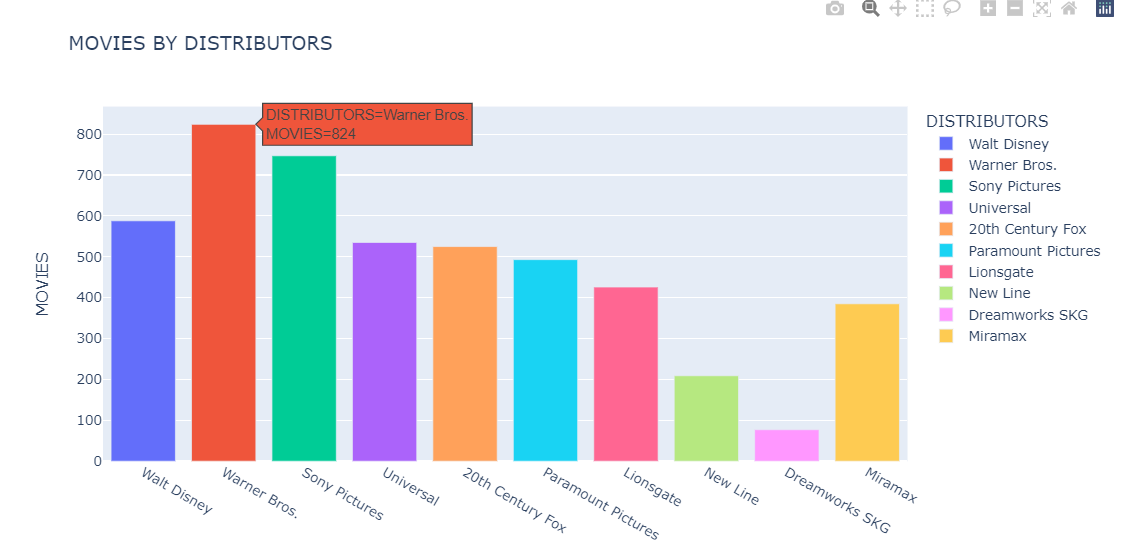 MOVIES BY DISTRIBUTORS
DISTRIBUTORS=Warner Bros.
MOVIES=824
MOVIES
800
700
600
500
400
300
200
100
0
Walt Disney
Warner Bros.
Sony Pictures
Universal
20th Century Fox
Paramount Pictures
Lionsgate
New Line
Dreamworks SKG
Miramax
DISTRIBUTORS
Walt Disney
Warner Bros.
Sony Pictures
Universal
20th Century Fox
Paramount Pictures
Lionsgate
New Line
Dreamworks SKG
Miramax